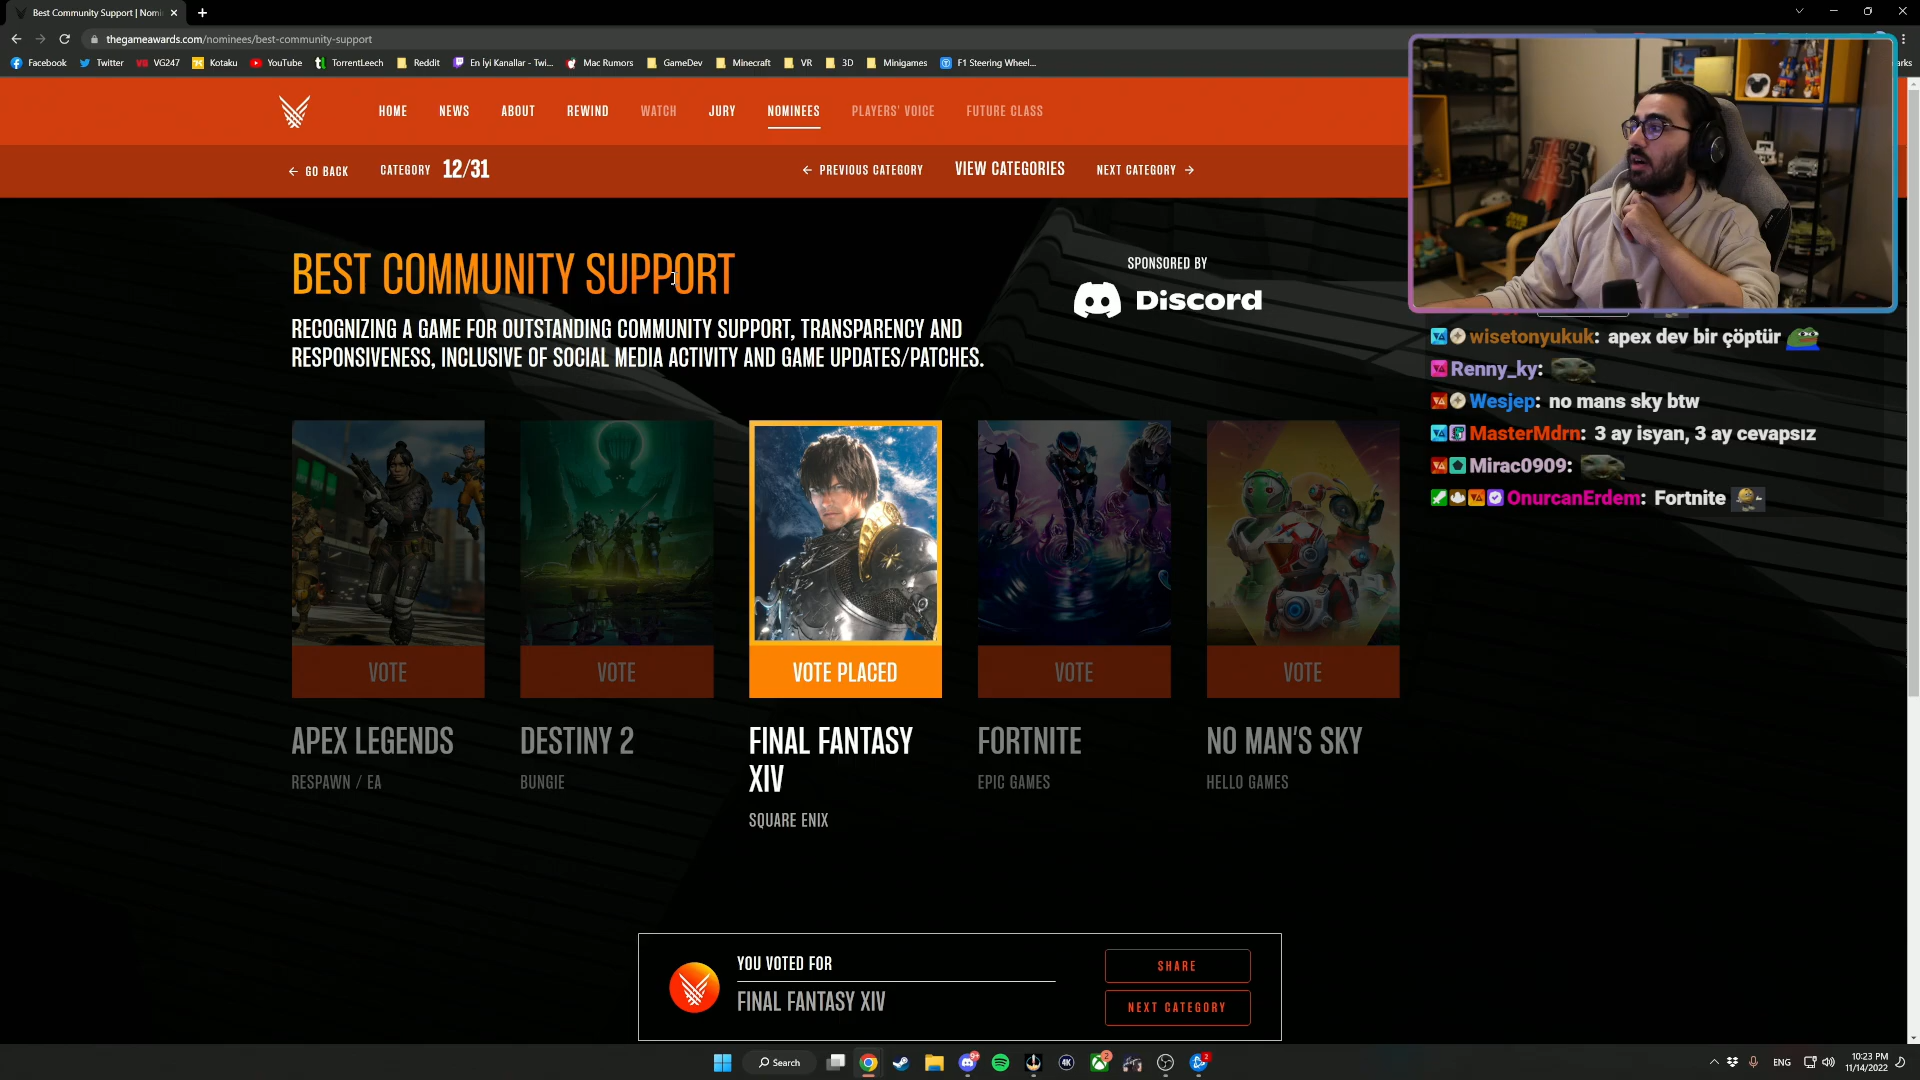 Best Community Support | Nomi
thegameawards.com/nominees/best-community-support
Facebook Twitter VG247 Kotaku YouTube TorrentLeech Reddit En İyi Kanallar - Twi... Mac Rumors GameDev Minecraft VR 3D Minigames F1 Steering Wheel...
arks
HOME NEWS ABOUT REWIND WATCH JURY NOMINEES PLAYERS' VOICE FUTURE CLASS
← GO BACK CATEGORY 12/31 ← PREVIOUS CATEGORY VIEW CATEGORIES NEXT CATEGORY →
BEST COMMUNITY SUPPORT
RECOGNIZING A GAME FOR OUTSTANDING COMMUNITY SUPPORT, TRANSPARENCY AND
RESPONSIVENESS, INCLUSIVE OF SOCIAL MEDIA ACTIVITY AND GAME UPDATES/PATCHES.
SPONSORED BY
Discord
wisetonyukuk: apex dev bir çöptür
Renny_ky:
Wesjep: no mans sky btw
MasterMdrn: 3 ay isyan, 3 ay cevapsız
Mirac0909:
OnurcanErdem: Fortnite
VOTE VOTE VOTE PLACED VOTE VOTE
APEX LEGENDS
RESPAWN / EA
DESTINY 2
BUNGIE
FINAL FANTASY
XIV
SQUARE ENIX
FORTNITE
EPIC GAMES
NO MAN'S SKY
HELLO GAMES
YOU VOTED FOR
FINAL FANTASY XIV
SHARE
NEXT CATEGORY
Search
4K
9+
2
2
ENG
10:23 PM
11/14/2022